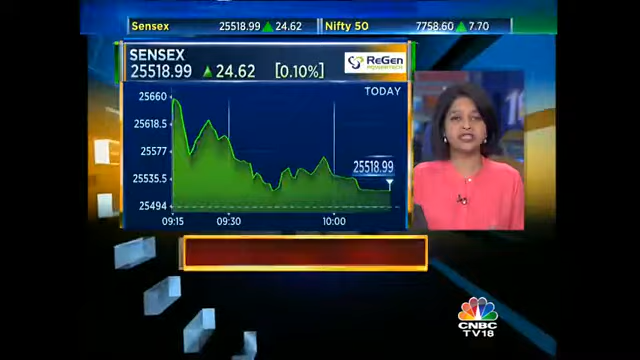 Sensex 25518.99 ▲ 24.62 Nifty 50 7758.60 ▲ 7.70
SENSEX
25518.99 ▲ 24.62 [0.10%]
ReGen
POWERTECH
TODAY
25660
25618.5
25577
25535.5
25494
25518.99
09:15 09:30 10:00
CNBC
TV18